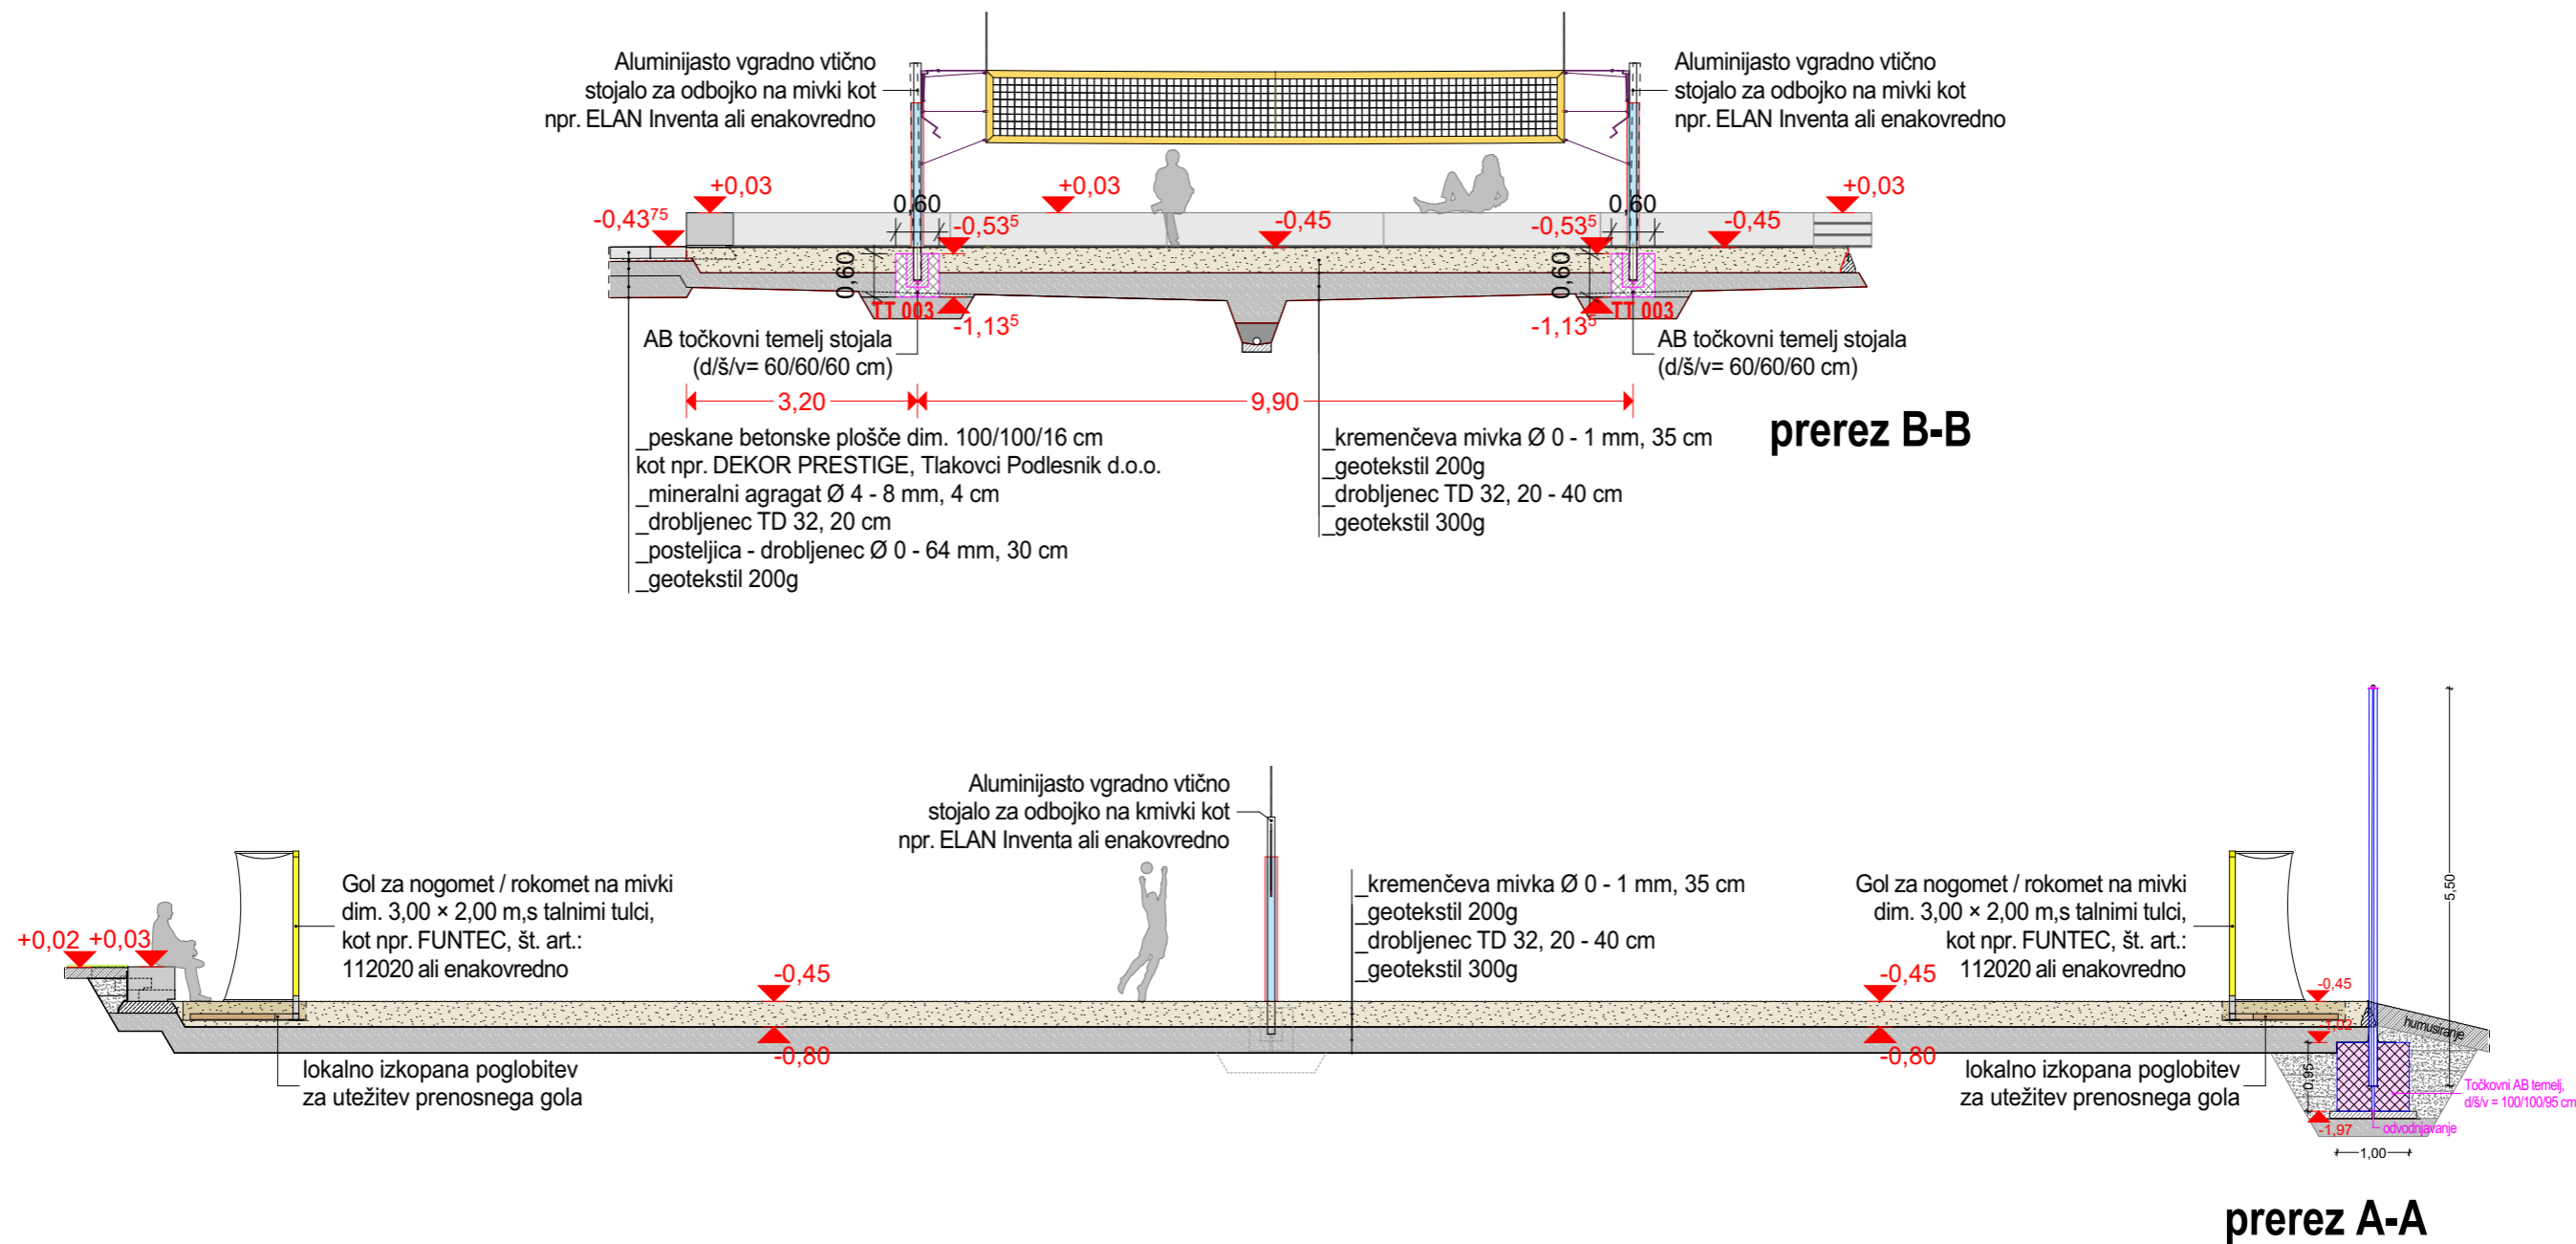 Aluminijasto vgradno vtično
stojalo za odbojko na mivki kot
npr. ELAN Inventa ali enakovredno
Aluminijasto vgradno vtično
stojalo za odbojko na mivki kot
npr. ELAN Inventa ali enakovredno
+0,03
+0,03
+0,03
-0,43⁷⁵
0,60
-0,53⁵
-0,45
-0,53⁵
0,60
-0,45
0,60
0,60
TT 003
-1,13⁵
-1,13⁵
TT 003
AB točkovni temelj stojala
(d/š/v= 60/60/60 cm)
AB točkovni temelj stojala
(d/š/v= 60/60/60 cm)
3,20
9,90
prerez B-B
_peskane betonske plošče dim. 100/100/16 cm
kot npr. DEKOR PRESTIGE, Tlakovci Podlesnik d.o.o.
_mineralni agragat Ø 4 - 8 mm, 4 cm
_drobljenec TD 32, 20 cm
_posteljica - drobljenec Ø 0 - 64 mm, 30 cm
_geotekstil 200g
_kremenčeva mivka Ø 0 - 1 mm, 35 cm
_geotekstil 200g
_drobljenec TD 32, 20 - 40 cm
_geotekstil 300g
Aluminijasto vgradno vtično
stojalo za odbojko na kmivki kot
npr. ELAN Inventa ali enakovredno
Gol za nogomet / rokomet na mivki
dim. 3,00 × 2,00 m,s talnimi tulci,
kot npr. FUNTEC, št. art.:
112020 ali enakovredno
_kremenčeva mivka Ø 0 - 1 mm, 35 cm
_geotekstil 200g
_drobljenec TD 32, 20 - 40 cm
_geotekstil 300g
Gol za nogomet / rokomet na mivki
dim. 3,00 × 2,00 m,s talnimi tulci,
kot npr. FUNTEC, št. art.:
112020 ali enakovredno
5,50
+0,02
+0,03
-0,45
-0,45
-0,45
-0,80
-0,80
-1,02
humusiranje
lokalno izkopana poglobitev
za utežitev prenosnega gola
lokalno izkopana poglobitev
za utežitev prenosnega gola
0,95
Točkovni AB temelj,
d/š/v = 100/100/95 cm
-1,97
odvodnjavanje
1,00
prerez A-A